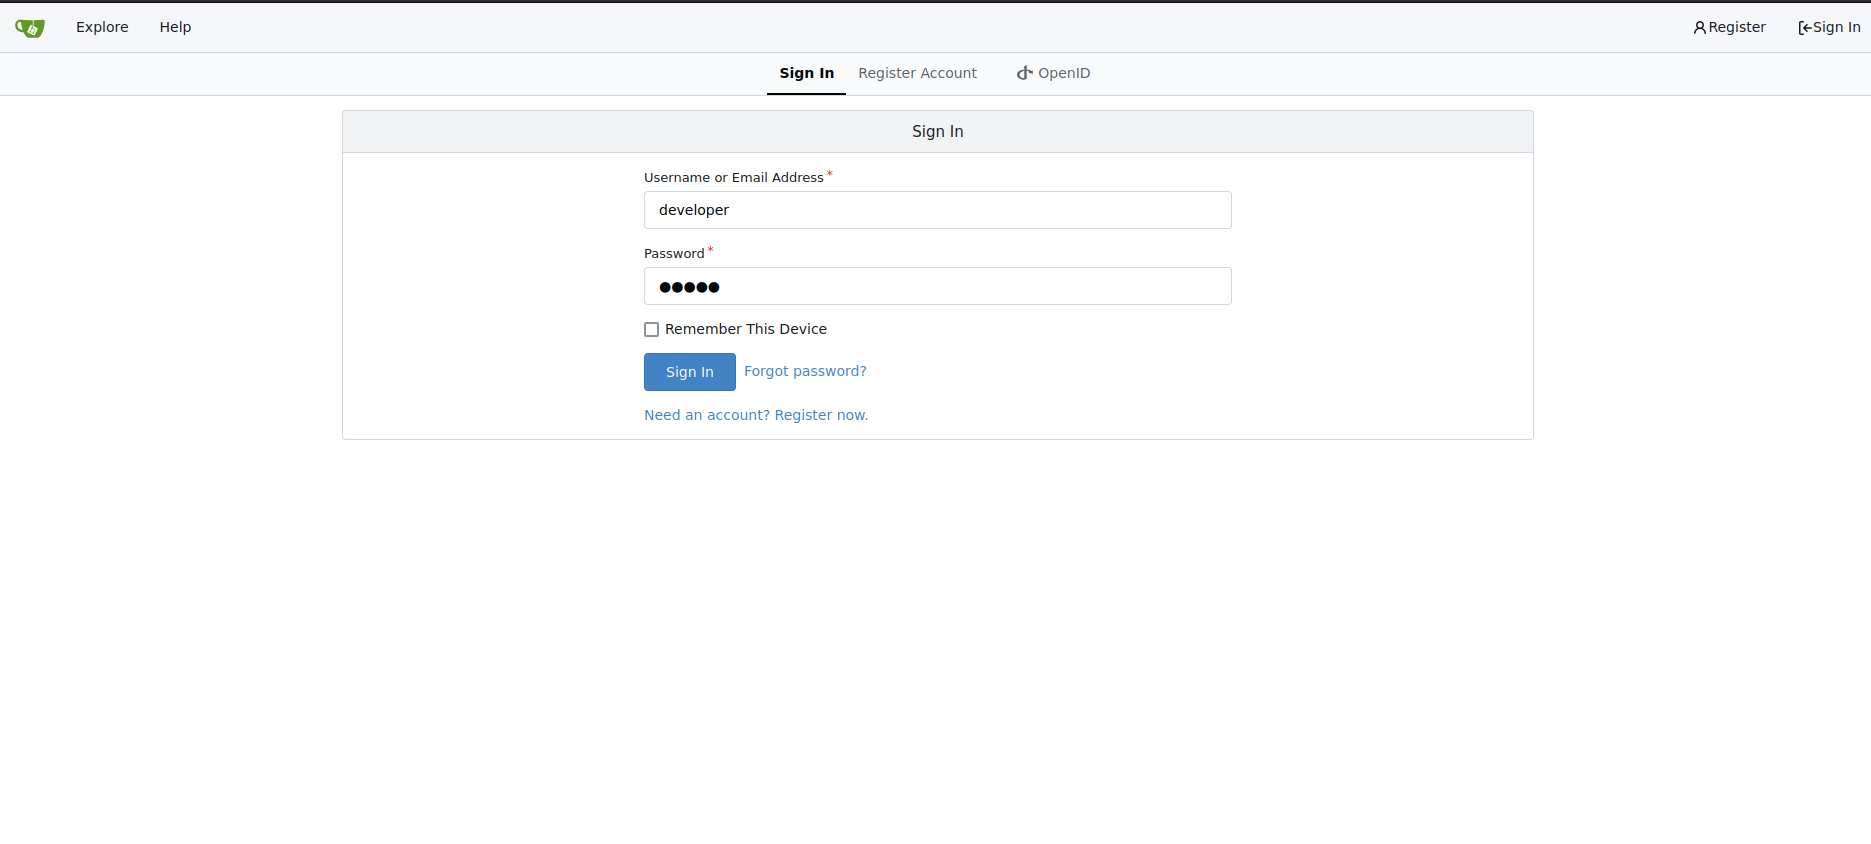 Explore Help Register Sign In
Sign In Register Account OpenID
Sign In
Username or Email Address *
developer
Password *
●●●●●
Remember This Device
Sign In Forgot password?
Need an account? Register now.